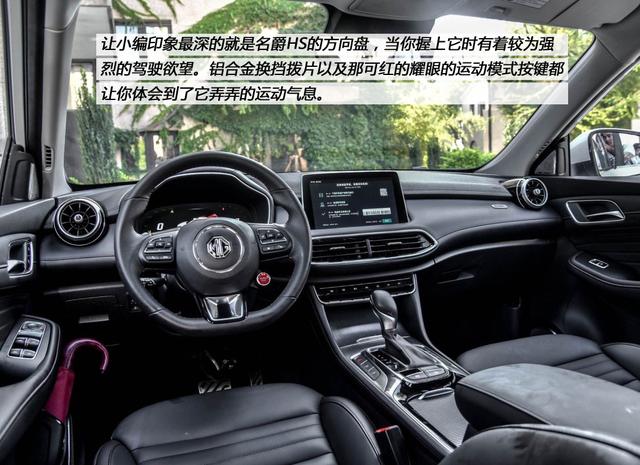 让小编印象最深的就是名爵HS的方向盘，当你握上它时有着较为强
烈的驾驶欲望。铝合金换挡拨片以及那可红的耀眼的运动模式按键都
让你体会到了它弄弄的运动气息。
MG